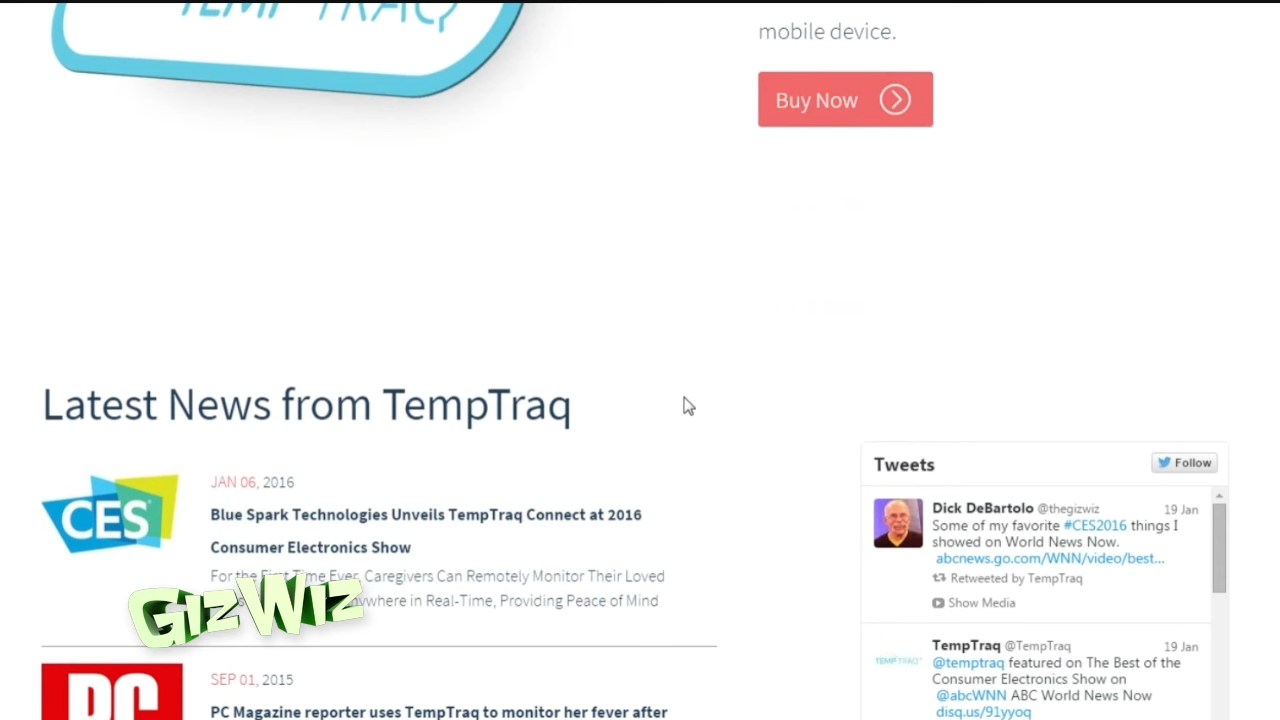 TEMPTRAQ
mobile device.
Buy Now
Latest News from TempTraq
CES
JAN 06, 2016
Blue Spark Technologies Unveils TempTraq Connect at 2016
Consumer Electronics Show
For the First Time Ever, Caregivers Can Remotely Monitor Their Loved
anywhere in Real-Time, Providing Peace of Mind
GizWiz
PC
SEP 01, 2015
PC Magazine reporter uses TempTraq to monitor her fever after
Tweets
Follow
Dick DeBartolo @thegizwiz 19 Jan
Some of my favorite #CES2016 things I
showed on World News Now.
abcnews.go.com/WNN/video/best...
Retweeted by TempTraq
Show Media
TempTraq @TempTraq 19 Jan
TEMPTRAQ
@temptraq featured on The Best of the
Consumer Electronics Show on
@abcWNN ABC World News Now
disq.us/91yyoq